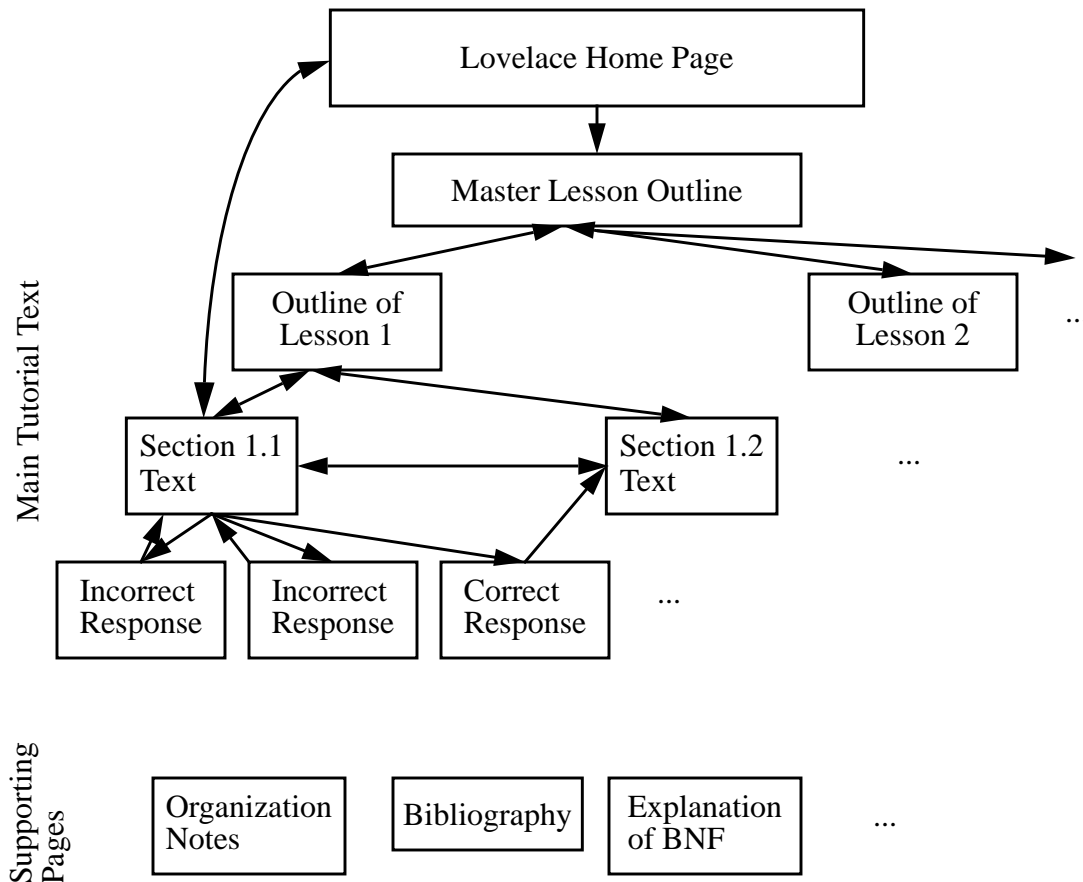 Lovelace Home Page
Master Lesson Outline
Main Tutorial Text
Outline of
Lesson 1
Outline of
Lesson 2
..
Section 1.1
Text
Section 1.2
Text
...
Incorrect
Response
Incorrect
Response
Correct
Response
...
Supporting
Pages
Organization
Notes
Bibliography
Explanation
of BNF
...